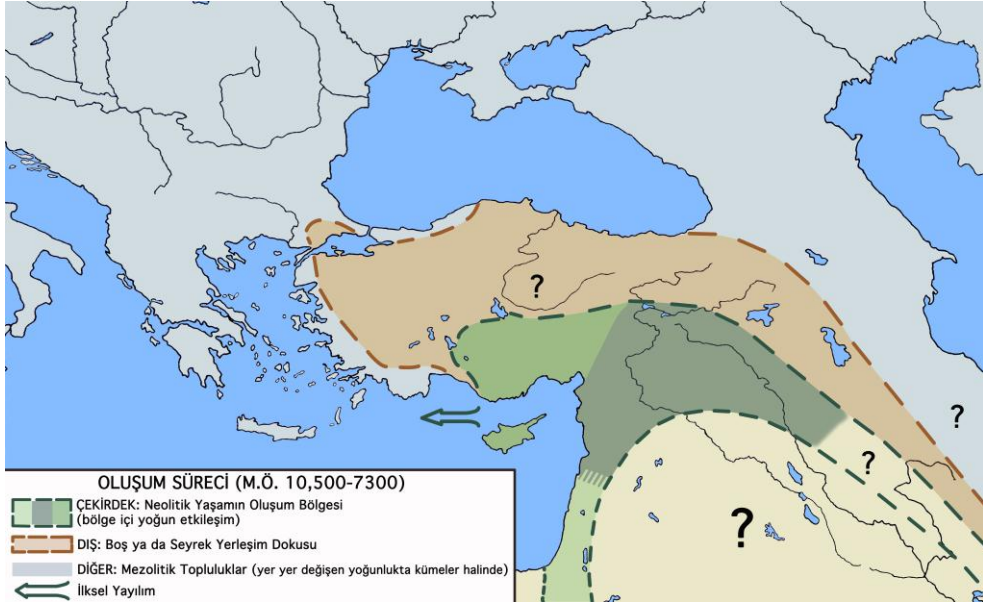 ?
?
?
?
OLUŞUM SÜRECİ (M.Ö. 10,500-7300)
ÇEKİRDEK: Neolitik Yaşamın Oluşum Bölgesi
(bölge içi yoğun etkileşim)
DIŞ: Boş ya da Seyrek Yerleşim Dokusu
DİĞER: Mezolitik Topluluklar (yer yer değişen yoğunlukta kümeler halinde)
İlksel Yayılım